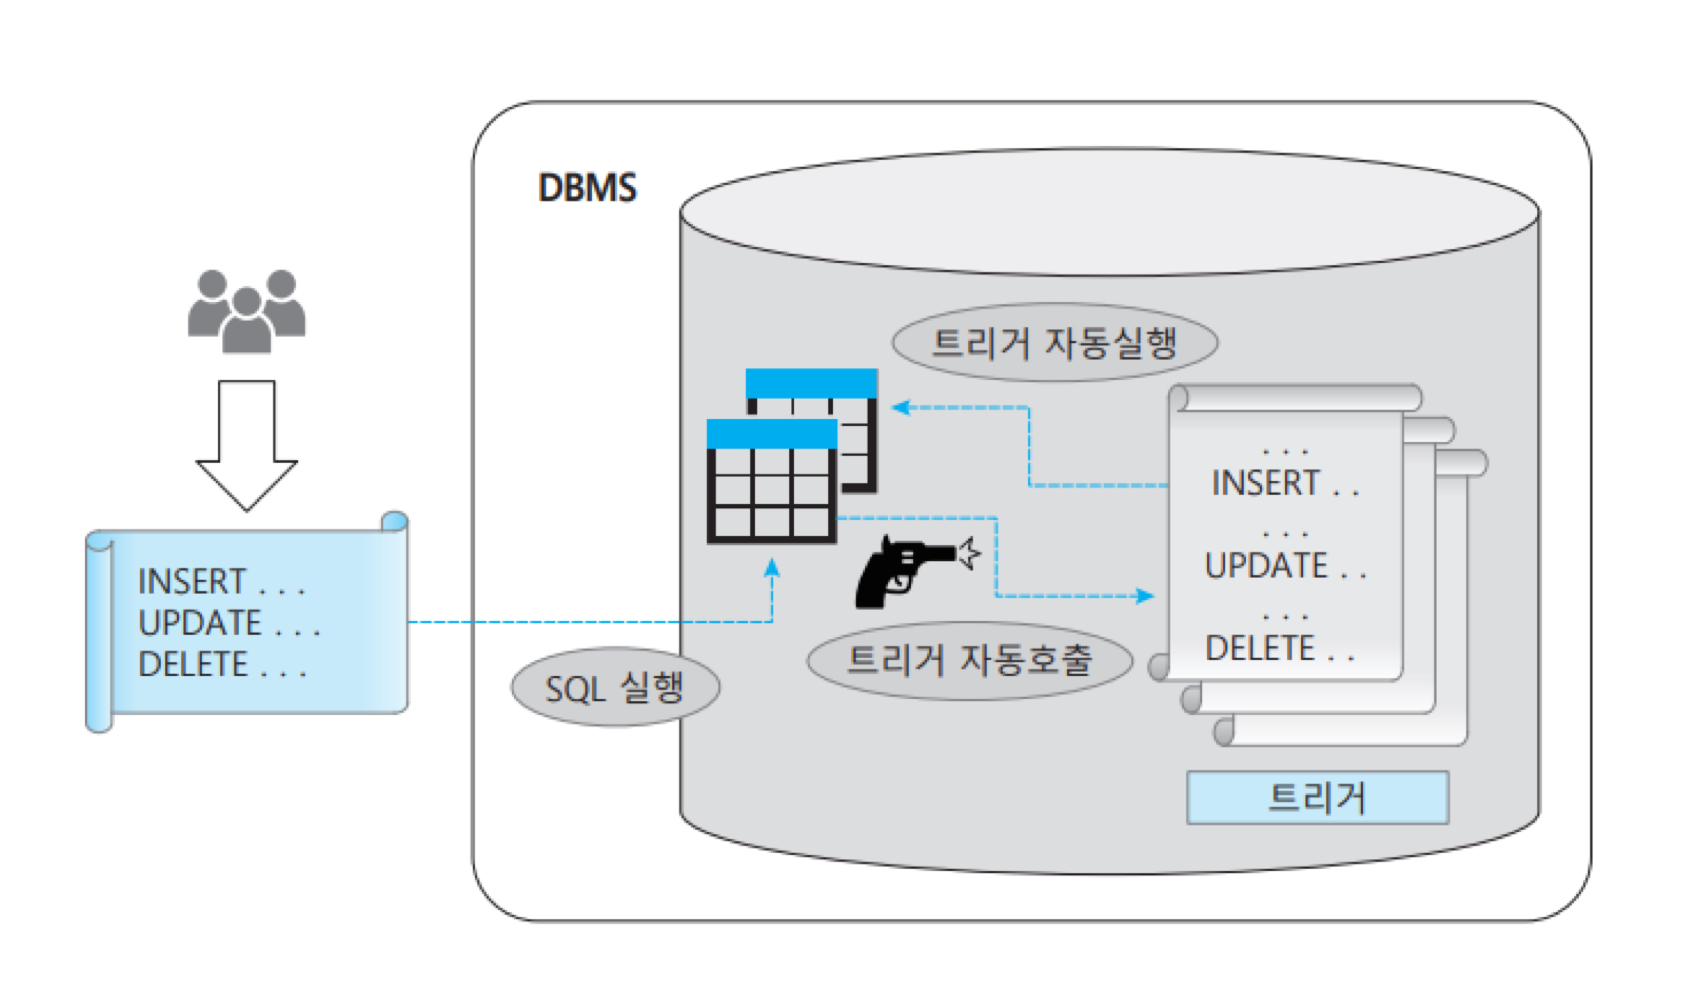 DBMS
트리거 자동실행
. . .
INSERT . .
. . .
UPDATE . .
. . .
DELETE . .
INSERT . . .
UPDATE . . .
DELETE . . .
SQL 실행
트리거 자동호출
트리거